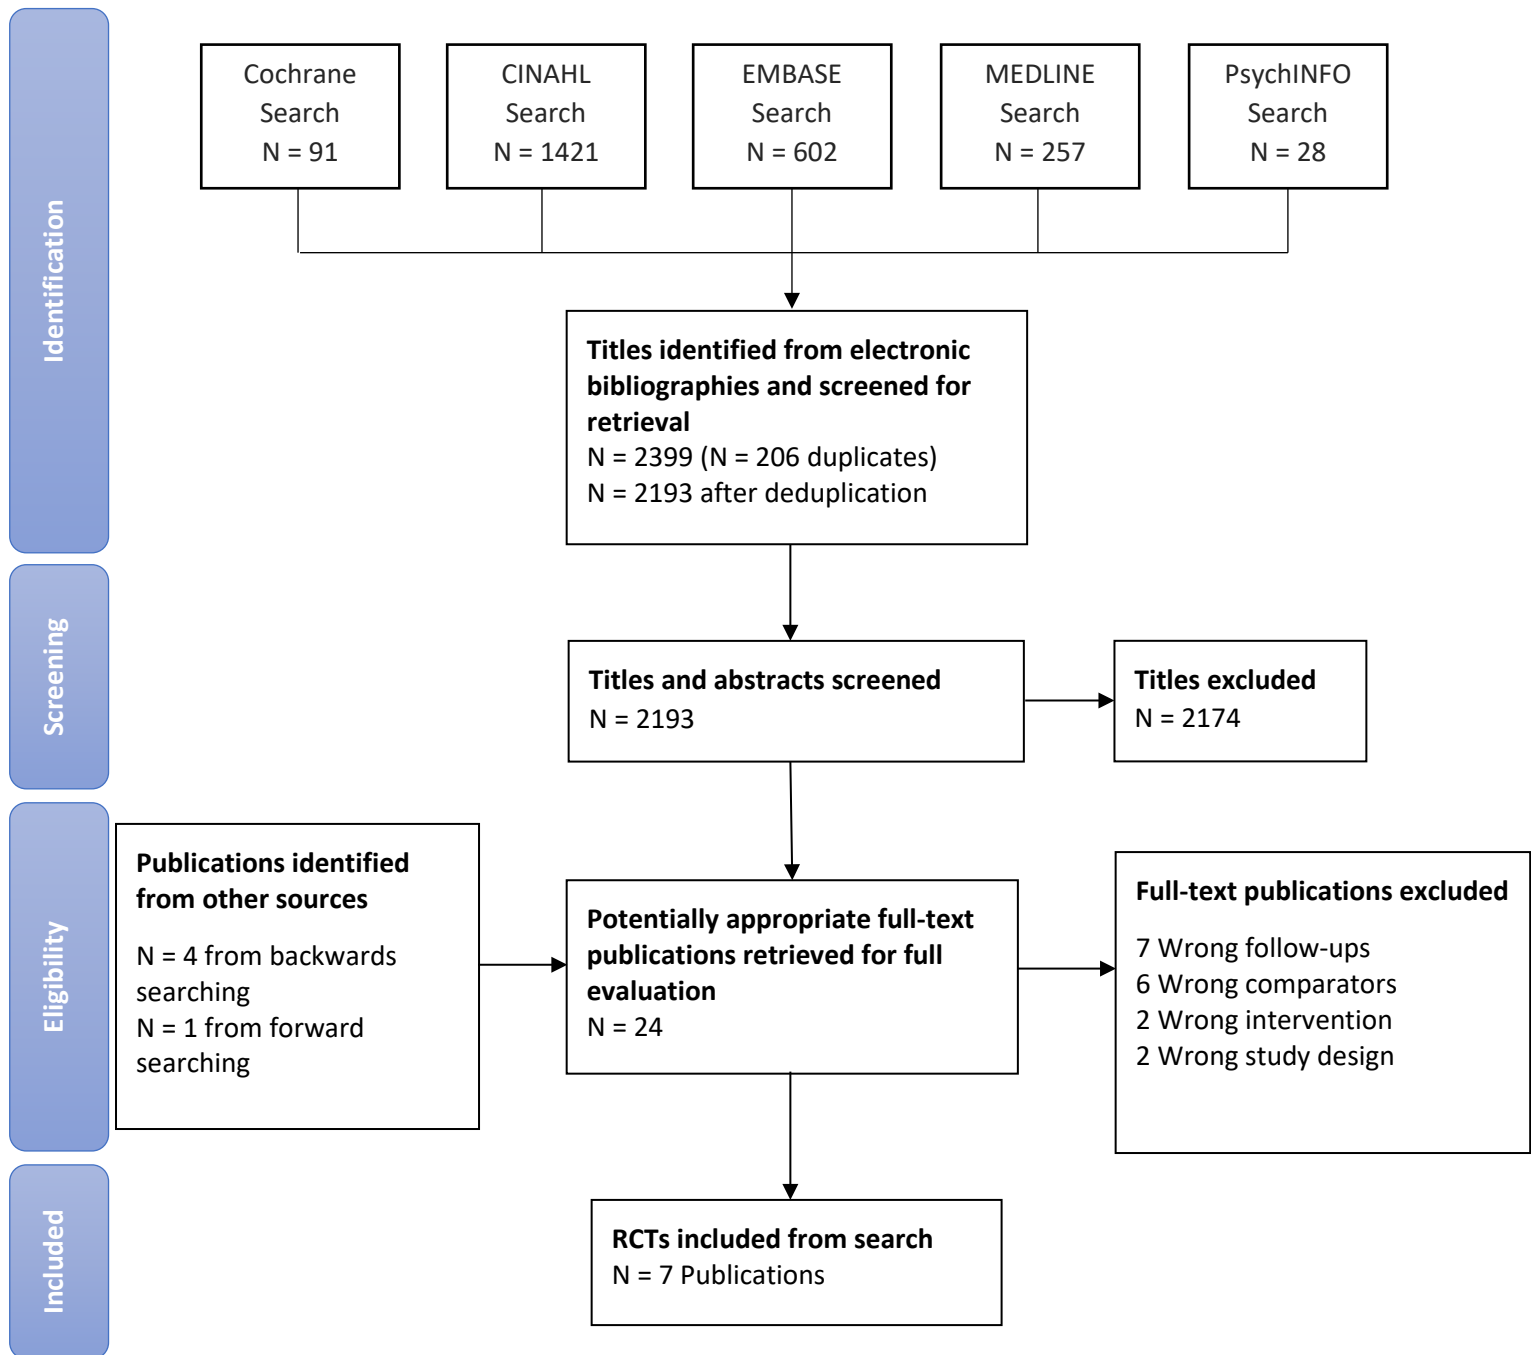 Identification
Cochrane
Search
N = 91
CINAHL
Search
N = 1421
EMBASE
Search
N = 602
MEDLINE
Search
N = 257
PsychINFO
Search
N = 28
Titles identified from electronic
bibliographies and screened for
retrieval
N = 2399 (N = 206 duplicates)
N = 2193 after deduplication
Screening
Titles and abstracts screened
N = 2193
Titles excluded
N = 2174
Eligibility
Publications identified
from other sources
N = 4 from backwards
searching
N = 1 from forward
searching
Potentially appropriate full-text
publications retrieved for full
evaluation
N = 24
Full-text publications excluded
7 Wrong follow-ups
6 Wrong comparators
2 Wrong intervention
2 Wrong study design
Included
RCTs included from search
N = 7 Publications